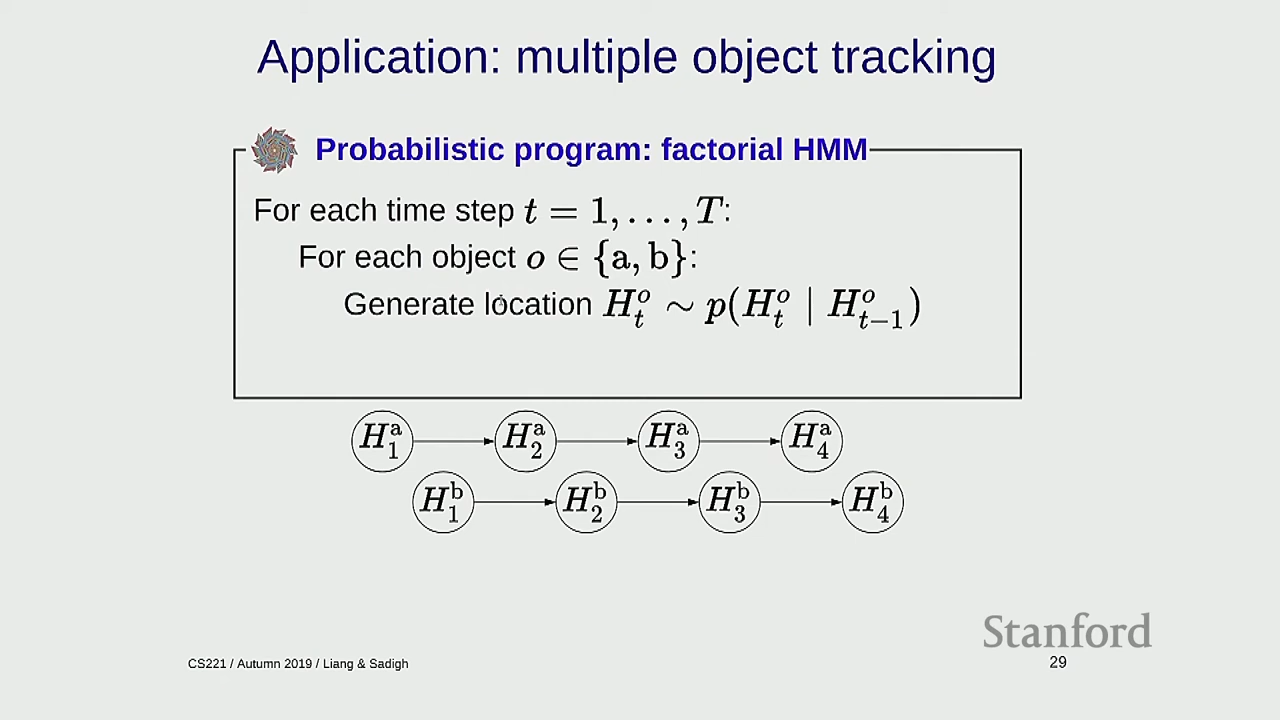 Application: multiple object tracking
Probabilistic program: factorial HMM
For each time step t = 1, . . . , T:
For each object o ∈ {a, b}:
Generate location H_t^o ∼ p(H_t^o | H_{t−1}^o)
H_1^a H_2^a H_3^a H_4^a
H_1^b H_2^b H_3^b H_4^b
Stanford
CS221 / Autumn 2019 / Liang & Sadigh 29